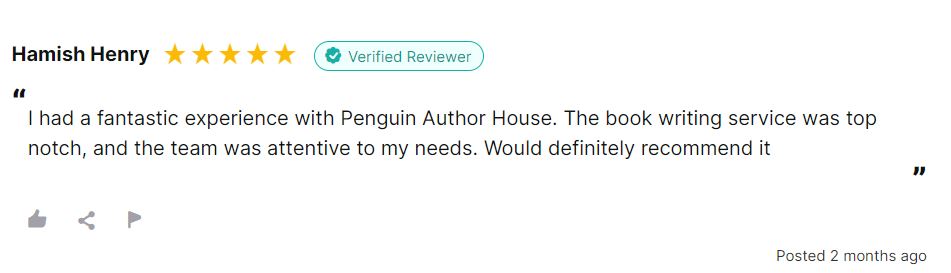 Hamish Henry Verified Reviewer
“
I had a fantastic experience with Penguin Author House. The book writing service was top
notch, and the team was attentive to my needs. Would definitely recommend it
”
Posted 2 months ago